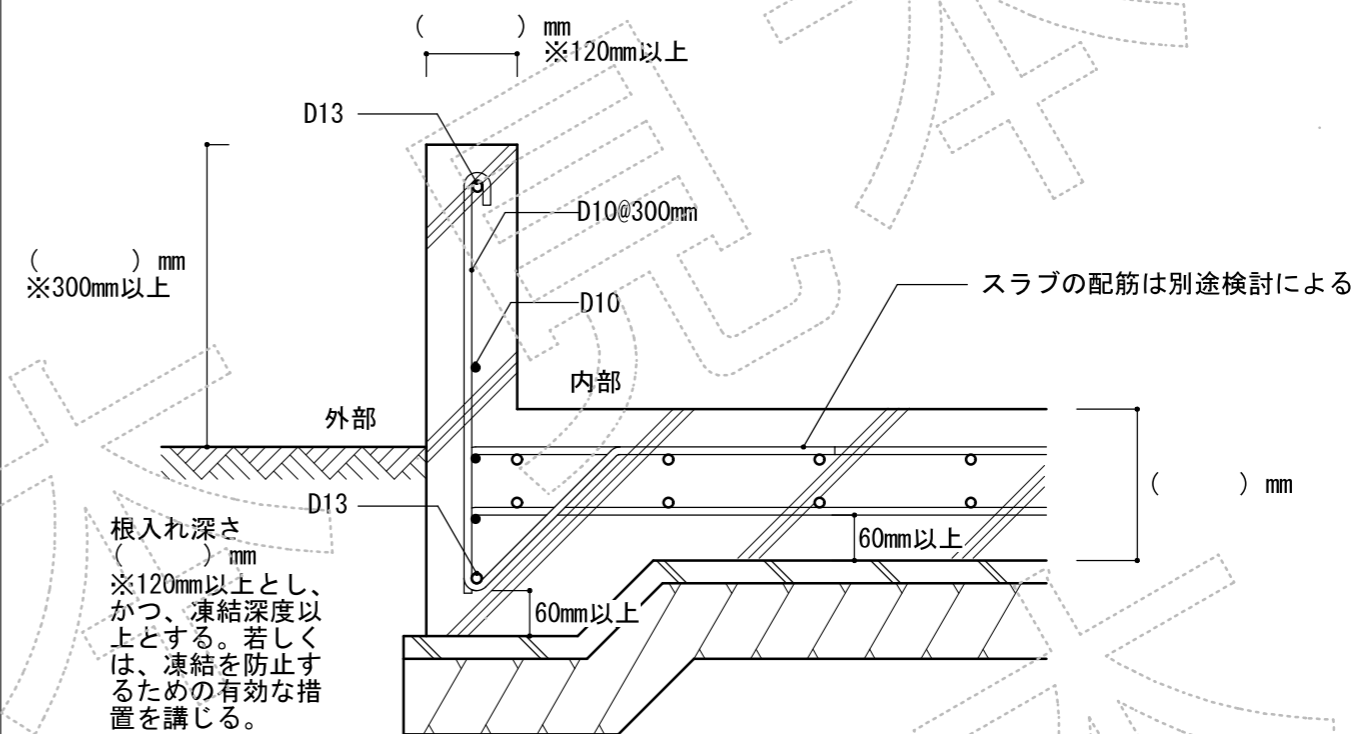 ( ) mm
※120mm以上
D13
D10@300mm
( ) mm
※300mm以上
スラブの配筋は別途検討による
D10
内部
外部
D13
( ) mm
根入れ深さ
( ) mm
※120mm以上とし、
かつ、凍結深度以
上とする。若しく
は、凍結を防止す
るための有効な措
置を講じる。
60mm以上
60mm以上
見本